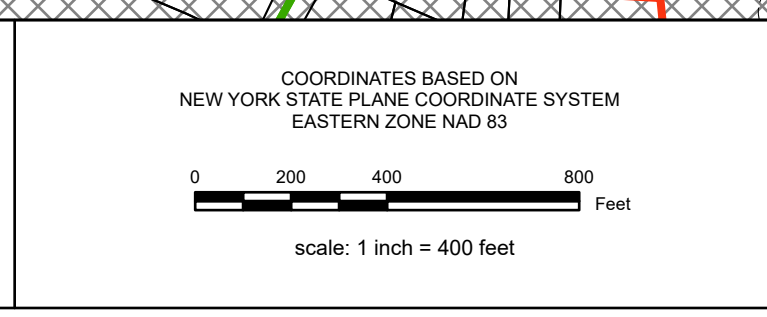 COORDINATES BASED ON
NEW YORK STATE PLANE COORDINATE SYSTEM
EASTERN ZONE NAD 83
0 200 400 800
Feet
scale: 1 inch = 400 feet